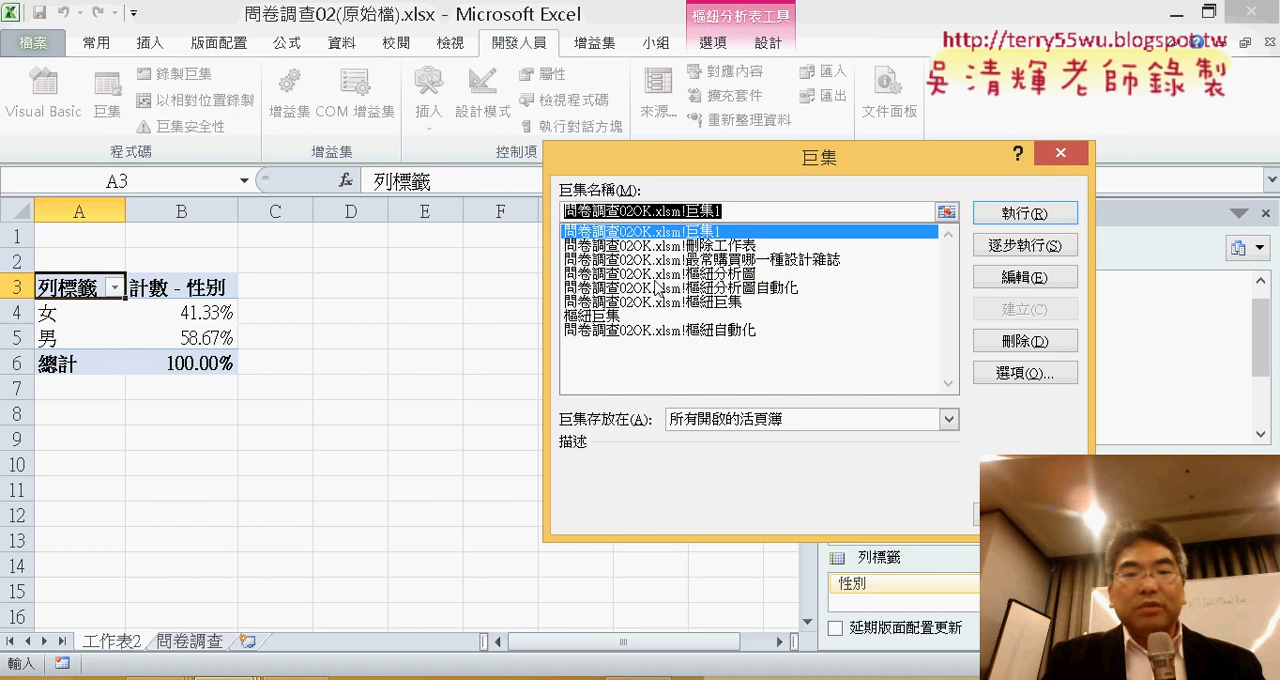 問卷調查02(原始檔).xlsx - Microsoft Excel
樞紐分析表工具
檔案 常用 插入 版面配置 公式 資料 校閱 檢視 開發人員 增益集 小組 選項 設計
http://terry55wu.blogspot.tw
吳清輝老師錄製
Visual Basic 巨集
錄製巨集
以相對位置錄製
巨集安全性
程式碼
增益集 COM 增益集
增益集
插入 設計模式
屬性
檢視程式碼
執行對話方塊
控制項
來源...
對應內容
擴充套件
重新整理資料
匯入
匯出
文件面板
A3 fx 列標籤
A B C D E F
1
2
3 列標籤 計數 - 性別
4 女 41.33%
5 男 58.67%
6 總計 100.00%
7
8
9
10
11
12
13
14
15
16
巨集
?
巨集名稱(M):
問卷調查02OK.xlsm!巨集1
問卷調查02OK.xlsm!巨集1
問卷調查02OK.xlsm!刪除工作表
問卷調查02OK.xlsm!最常購買哪一種設計雜誌
問卷調查02OK.xlsm!樞紐分析圖
問卷調查02OK.xlsm!樞紐分析圖自動化
問卷調查02OK.xlsm!樞紐巨集
樞紐巨集
問卷調查02OK.xlsm!樞紐自動化
執行(R)
逐步執行(S)
編輯(E)
建立(C)
刪除(D)
選項(O)...
巨集存放在(A): 所有開啟的活頁簿
描述
列標籤
性別
延期版面配置更新
工作表2 問卷調查
輸入